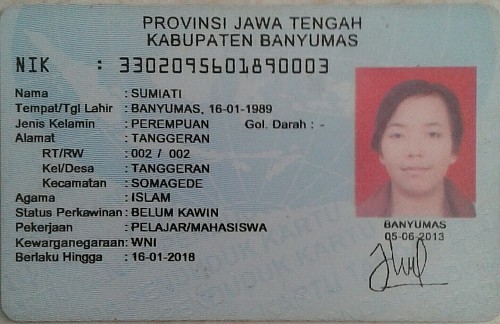 PROVINSI JAWA TENGAH
KABUPATEN BANYUMAS
NIK : 3302095601890003
Nama : SUMIATI
Tempat/Tgl Lahir : BANYUMAS, 16-01-1989
Jenis Kelamin : PEREMPUAN Gol. Darah : -
Alamat : TANGGERAN
RT/RW : 002 / 002
Kel/Desa : TANGGERAN
Kecamatan : SOMAGEDE
Agama : ISLAM
Status Perkawinan : BELUM KAWIN
Pekerjaan : PELAJAR/MAHASISWA
Kewarganegaraan : WNI
Berlaku Hingga : 16-01-2018
BANYUMAS
05-06-2013